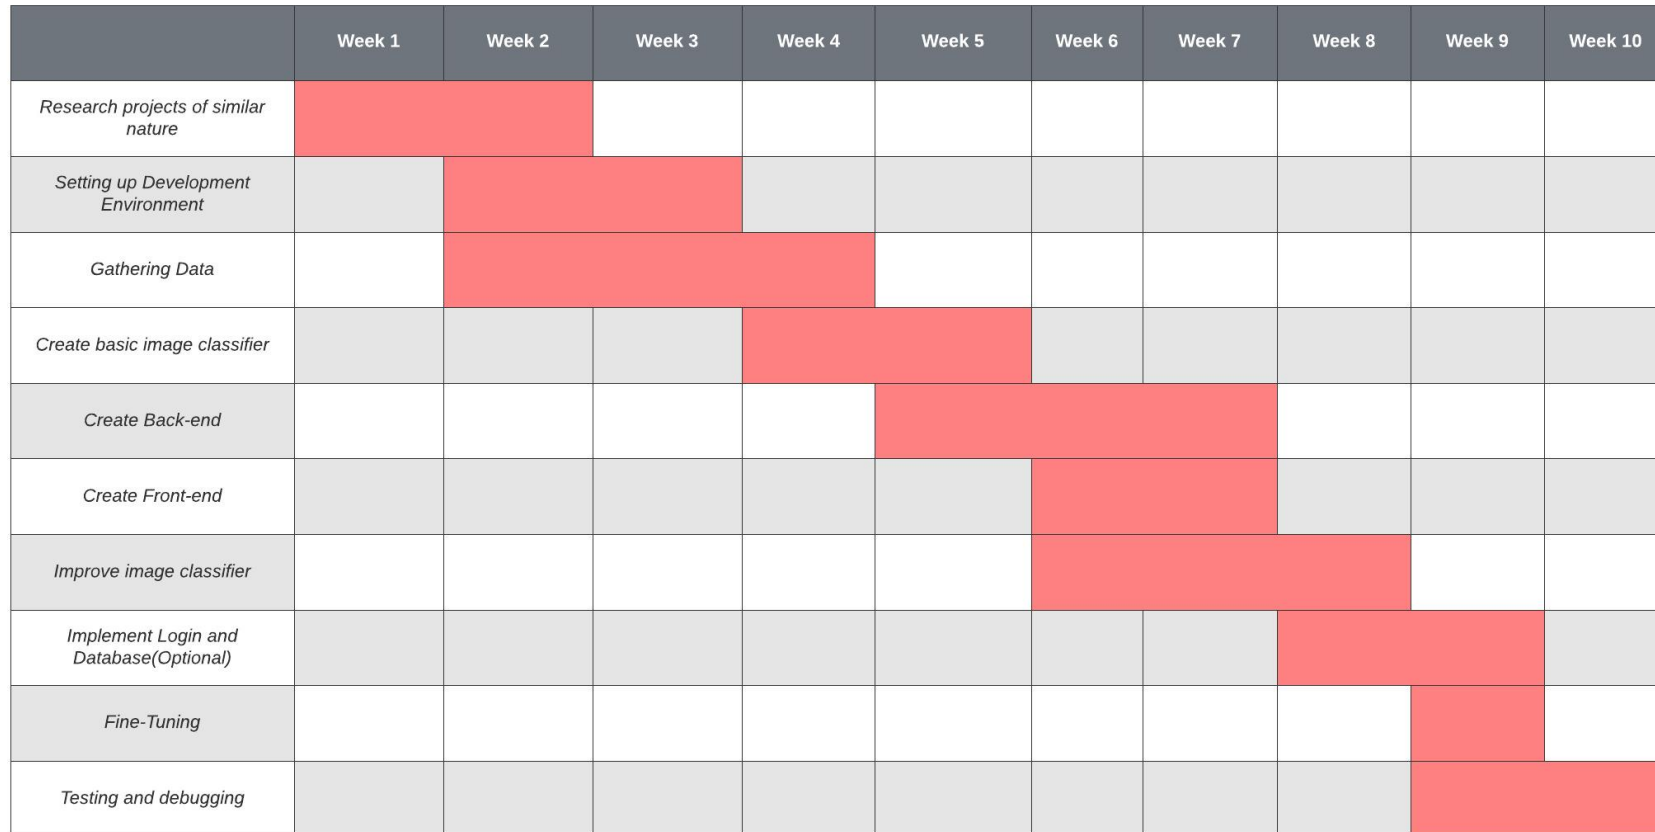 Week 1 Week 2 Week 3 Week 4 Week 5 Week 6 Week 7 Week 8 Week 9 Week 10
Research projects of similar
nature
Setting up Development
Environment
Gathering Data
Create basic image classifier
Create Back-end
Create Front-end
Improve image classifier
Implement Login and
Database(Optional)
Fine-Tuning
Testing and debugging